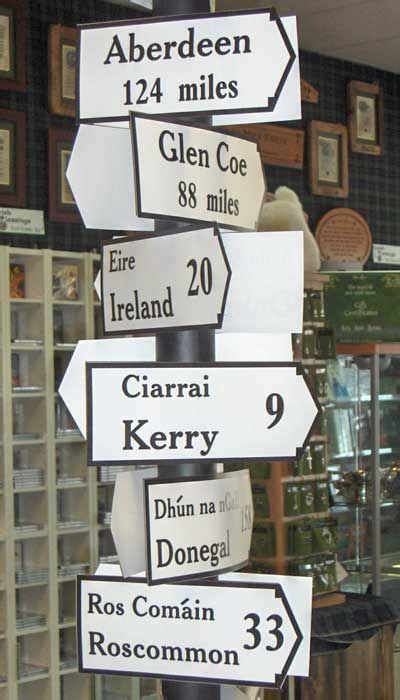 Aberdeen
124 miles
Glen Coe
88 miles
Eire
Ireland 20
Ciarrai
Kerry 9
Dhún na nGall
Donegal
Ros Comáin
Roscommon 33